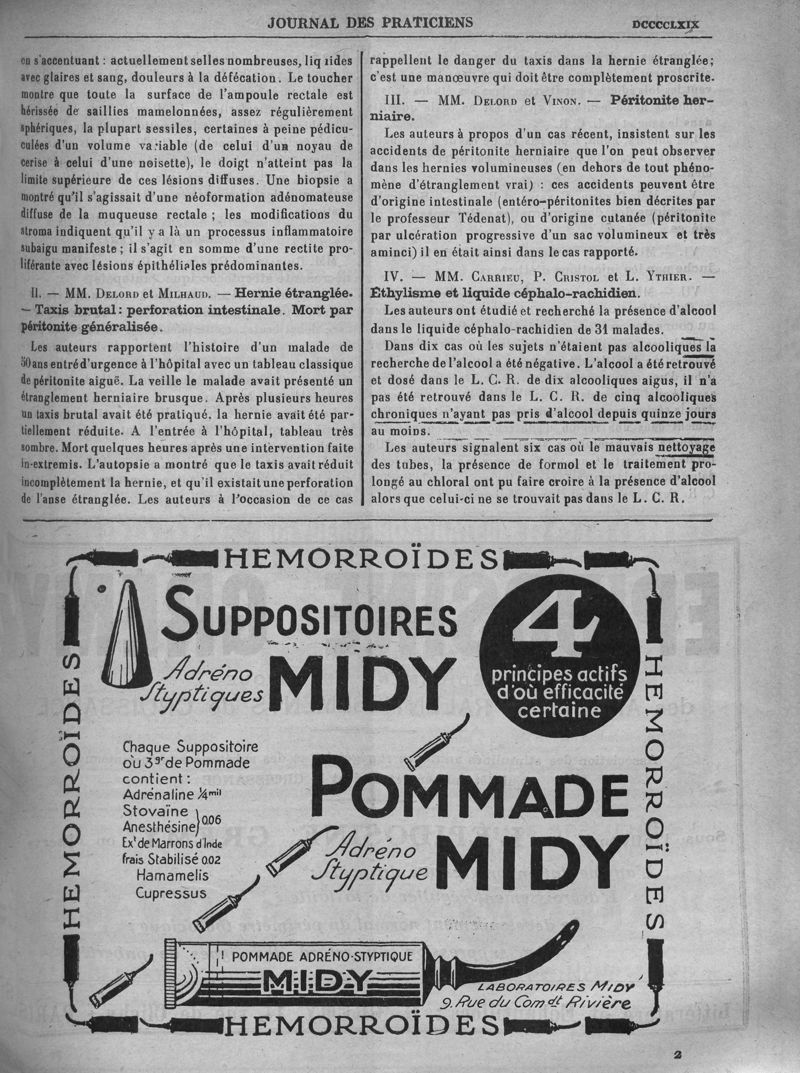 JOURNAL DES PRATICIENS DCCCCLXIX
en s'accentuant : actuellement selles nombreuses, liq iides
avec glaires et sang, douleurs à la défécation. Le toucher
montre que toute la surface de l'ampoule rectale est
hérissée de saillies mamelonnées, assez régulièrement
sphériques, la plupart sessiles, certaines à peine pédicu-
culées d'un volume variable (de celui d'un noyau de
cerise à celui d'une noisette), le doigt n'atteint pas la
limite supérieure de ces lésions diffuses. Une biopsie a
montré qu'il s'agissait d'une néoformation adénomateuse
diffuse de la muqueuse rectale ; les modifications du
stroma indiquent qu'il y a là un processus inflammatoire
subaigu manifeste ; il s'agit en somme d'une rectite pro-
liférante avec lésions épithéliales prédominantes.
II. — MM. DELORD et MILHAUD. — Hernie étranglée.
— Taxis brutal : perforation intestinale. Mort par
péritonite généralisée.
Les auteurs rapportent l'histoire d'un malade de
50 ans entré d'urgence à l'hôpital avec un tableau classique
de péritonite aiguë. La veille le malade avait présenté un
étranglement herniaire brusque. Après plusieurs heures
un taxis brutal avait été pratiqué. la hernie avait été par-
tiellement réduite. A l'entrée à l'hôpital, tableau très
sombre. Mort quelques heures après une intervention faite
in-extremis. L'autopsie a montré que le taxis avait réduit
incomplètement la hernie, et qu'il existait une perforation
de l'anse étranglée. Les auteurs à l'occasion de ce cas
rappellent le danger du taxis dans la hernie étranglée ;
c'est une manœuvre qui doit être complètement proscrite.
III. — MM. DELORD et VINON. — Péritonite her-
niaire.
Les auteurs à propos d'un cas récent, insistent sur les
accidents de péritonite herniaire que l'on peut observer
dans les hernies volumineuses (en dehors de tout phéno-
mène d'étranglement vrai) : ces accidents peuvent être
d'origine intestinale (entéro-péritonites bien décrites par
le professeur Tédenat), ou d'origine cutanée (péritonite
par ulcération progressive d'un sac volumineux et très
aminci) il en était ainsi dans le cas rapporté.
IV. — MM. CARRIEU, P. CRISTOL et L. YTHIER. —
Éthylisme et liquide céphalo-rachidien.
Les auteurs ont étudié et recherché la présence d'alcool
dans le liquide céphalo-rachidien de 31 malades.
Dans dix cas où les sujets n'étaient pas alcooliques la
recherche de l'alcool a été négative. L'alcool a été retrouvé
et dosé dans le L. C. R. de dix alcooliques aigus, il n'a
pas été retrouvé dans le L. C. R. de cinq alcooliques
chroniques n'ayant pas pris d'alcool depuis quinze jours
au moins.
Les auteurs signalent six cas où le mauvais nettoyage
des tubes, la présence de formol et le traitement pro-
longé au chloral ont pu faire croire à la présence d'alcool
alors que celui-ci ne se trouvait pas dans le L. C. R.
HEMORROÏDES
HEMORROÏDES
HEMORROÏDES
SUPPOSITOIRES
Adréno
Styptiques
MIDY
4
principes actifs
d'où efficacité
certaine
Chaque Suppositoire
ou 3gr de Pommade
contient :
Adrénaline ¼ mil
Stovaïne
Anesthésine } 0.06
Ext de Marrons d'Inde
frais Stabilisé 0.02
Hamamelis
Cupressus
POMMADE
Adréno
Styptique
MIDY
POMMADE ADRÉNO-STYPTIQUE
MIDY
LABORATOIRES MIDY
9, Rue du Comdt Rivière
HEMORROÏDES
2